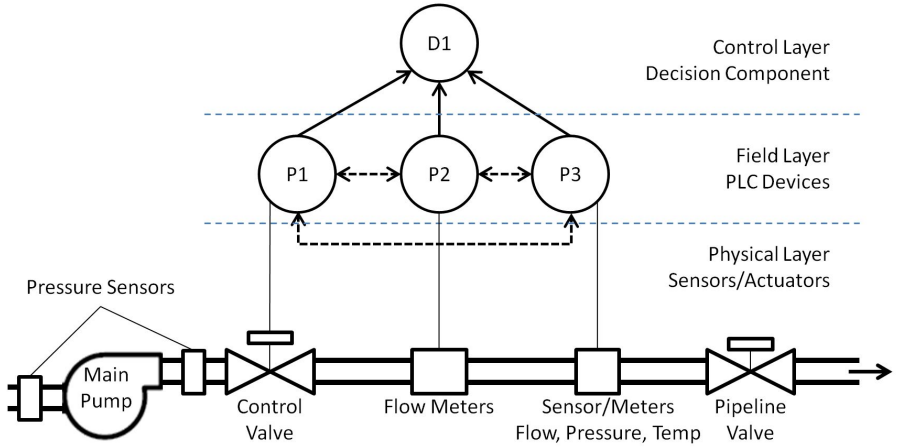 D1
Control Layer
Decision Component
P1
P2
P3
Field Layer
PLC Devices
Physical Layer
Sensors/Actuators
Pressure Sensors
Main
Pump
Control
Valve
Flow Meters
Sensor/Meters
Flow, Pressure, Temp
Pipeline
Valve